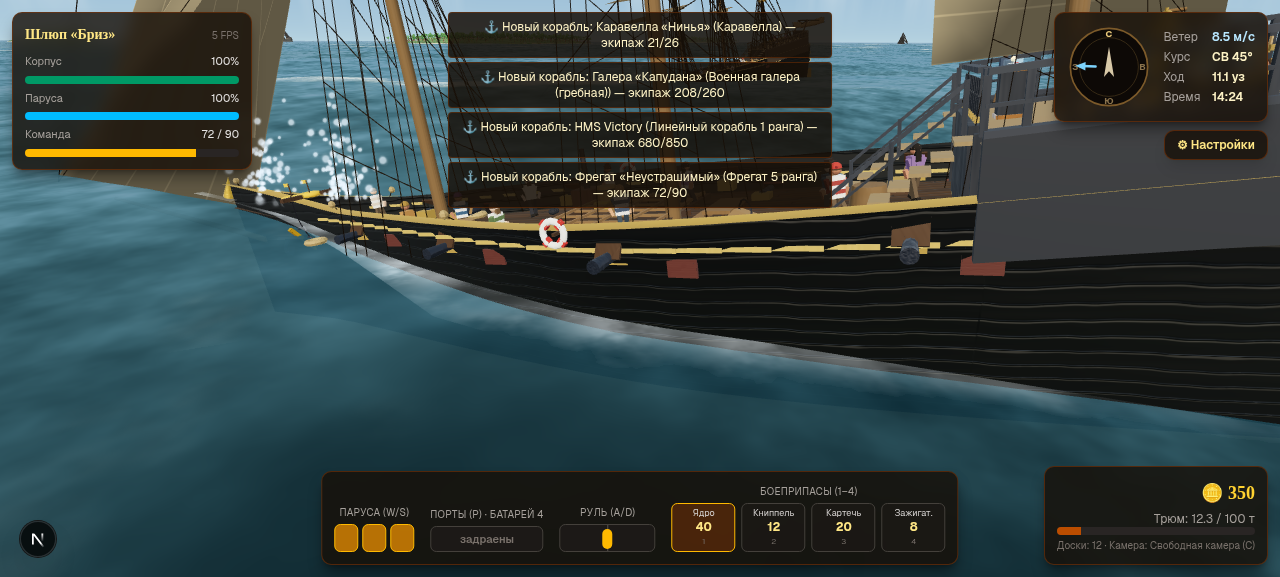 Шлюп «Бриз»
5 FPS
Корпус
100%
Паруса
100%
Команда
72 / 90
⚓ Новый корабль: Каравелла «Нинья» (Каравелла) —
экипаж 21/26
⚓ Новый корабль: Галера «Капудана» (Военная галера
(гребная)) — экипаж 208/260
⚓ Новый корабль: HMS Victory (Линейный корабль 1 ранга) —
экипаж 680/850
⚓ Новый корабль: Фрегат «Неустрашимый» (Фрегат 5 ранга)
— экипаж 72/90
С
З
В
Ю
Ветер 8.5 м/с
Курс СВ 45°
Ход 11.1 уз
Время 14:24
⚙ Настройки
ПАРУСА (W/S)
ПОРТЫ (P) · БАТАРЕЙ 4
задраены
РУЛЬ (A/D)
БОЕПРИПАСЫ (1–4)
Ядро
40
1
Книппель
12
2
Картечь
20
3
Зажигат.
8
4
🪙 350
Трюм: 12.3 / 100 т
Доски: 12 · Камера: Свободная камера (C)
N